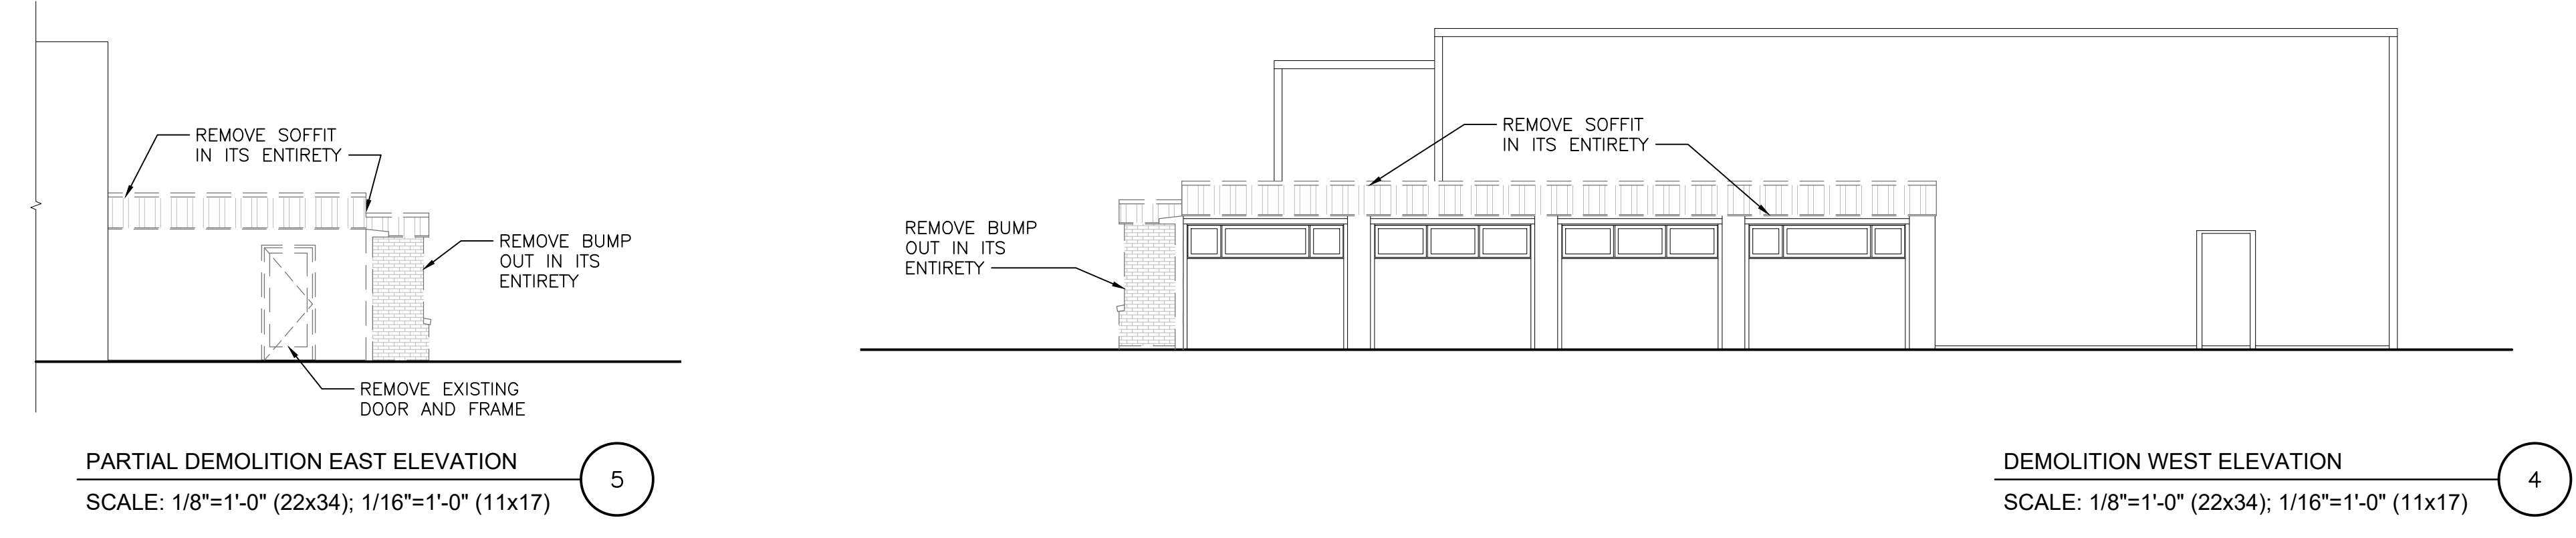 REMOVE SOFFIT
IN ITS ENTIRETY
REMOVE BUMP
OUT IN ITS
ENTIRETY
REMOVE EXISTING
DOOR AND FRAME
PARTIAL DEMOLITION EAST ELEVATION
SCALE: 1/8"=1'-0" (22x34); 1/16"=1'-0" (11x17)
5
REMOVE SOFFIT
IN ITS ENTIRETY
REMOVE BUMP
OUT IN ITS
ENTIRETY
DEMOLITION WEST ELEVATION
SCALE: 1/8"=1'-0" (22x34); 1/16"=1'-0" (11x17)
4